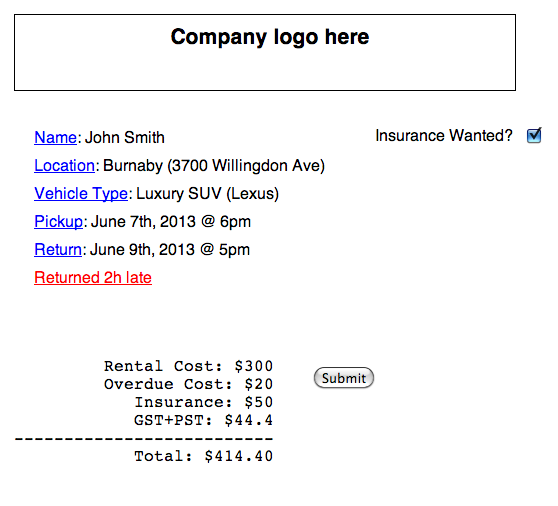 Company logo here
Name: John Smith
Insurance Wanted?
Location: Burnaby (3700 Willingdon Ave)
Vehicle Type: Luxury SUV (Lexus)
Pickup: June 7th, 2013 @ 6pm
Return: June 9th, 2013 @ 5pm
Returned 2h late
Rental Cost: $300
Overdue Cost: $20
Insurance: $50
GST+PST: $44.4
--------------------------
Total: $414.40
Submit